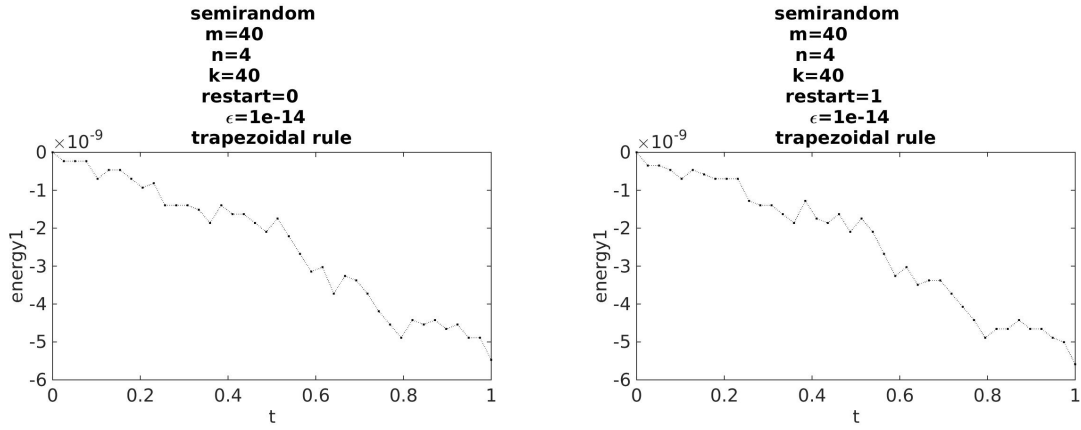 semirandom
m=40
n=4
k=40
restart=0
ϵ=1e-14
trapezoidal rule
×10-9
0
-1
-2
-3
-4
-5
-6
energy1
0 0.2 0.4 0.6 0.8 1
t
semirandom
m=40
n=4
k=40
restart=1
ϵ=1e-14
trapezoidal rule
×10-9
0
-1
-2
-3
-4
-5
-6
energy1
0 0.2 0.4 0.6 0.8 1
t